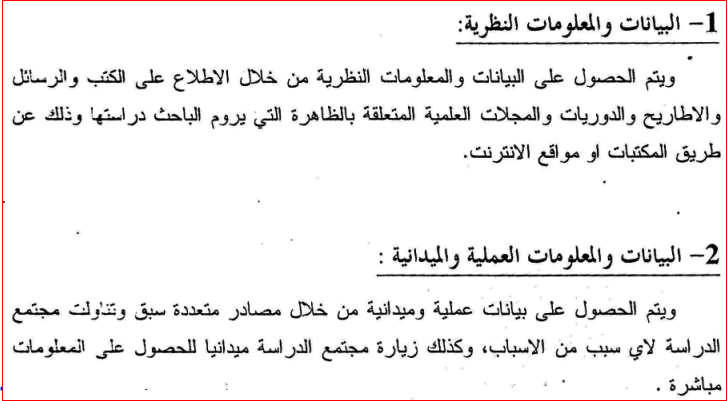 1- البيانات والمعلومات النظرية:
ويتم الحصول على البيانات والمعلومات النظرية من خلال الاطلاع على الكتب والرسائل
والاطاريح والدوريات والمجلات العلمية المتعلقة بالظاهرة التي يروم الباحث دراستها وذلك عن
طريق المكتبات او مواقع الانترنت.
2- البيانات والمعلومات العملية والميدانية :
ويتم الحصول على بيانات عملية وميدانية من خلال مصادر متعددة سبق وتناولت مجتمع
الدراسة لاي سبب من الاسباب، وكذلك زيارة مجتمع الدراسة ميدانيا للحصول على المعلومات
مباشرة .